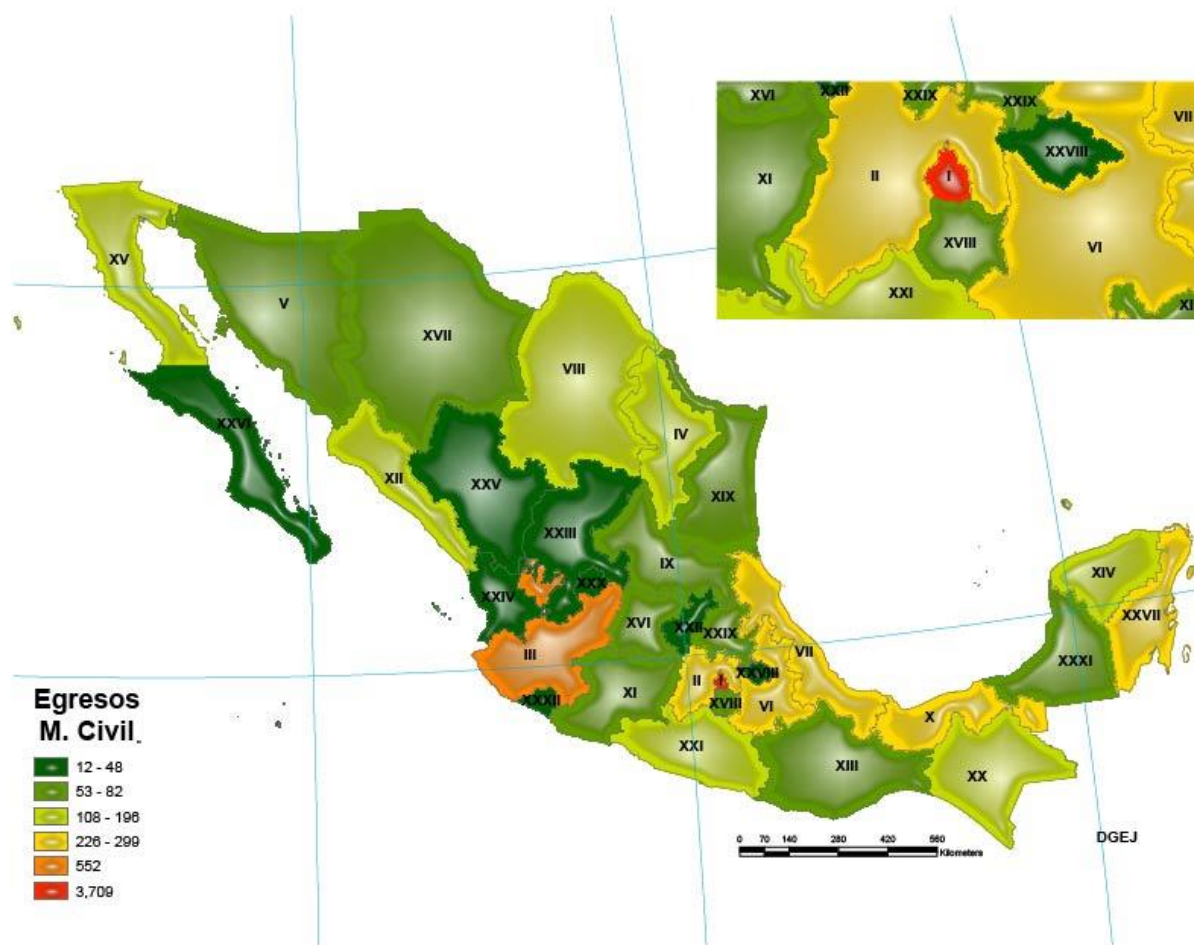 XVI
XXII
XXIX
XXIX
VII
XXVIII
XI
II
I
XVIII
VI
XXI
XI
XV
V
XVII
VIII
IV
XXVI
XII
XXV
XIX
XXIII
IX
XXX
XXIV
XIV
XXVII
XVI
XXII
XXIX
III
VII
XXXI
II
I
XXVIII
XI
XVIII
VI
XXXII
X
XXI
XIII
XX
Egresos
M. Civil
12 - 48
53 - 82
108 - 196
226 - 299
552
3,709
0 70 140 280 420 560
Kilometers
DGEJ